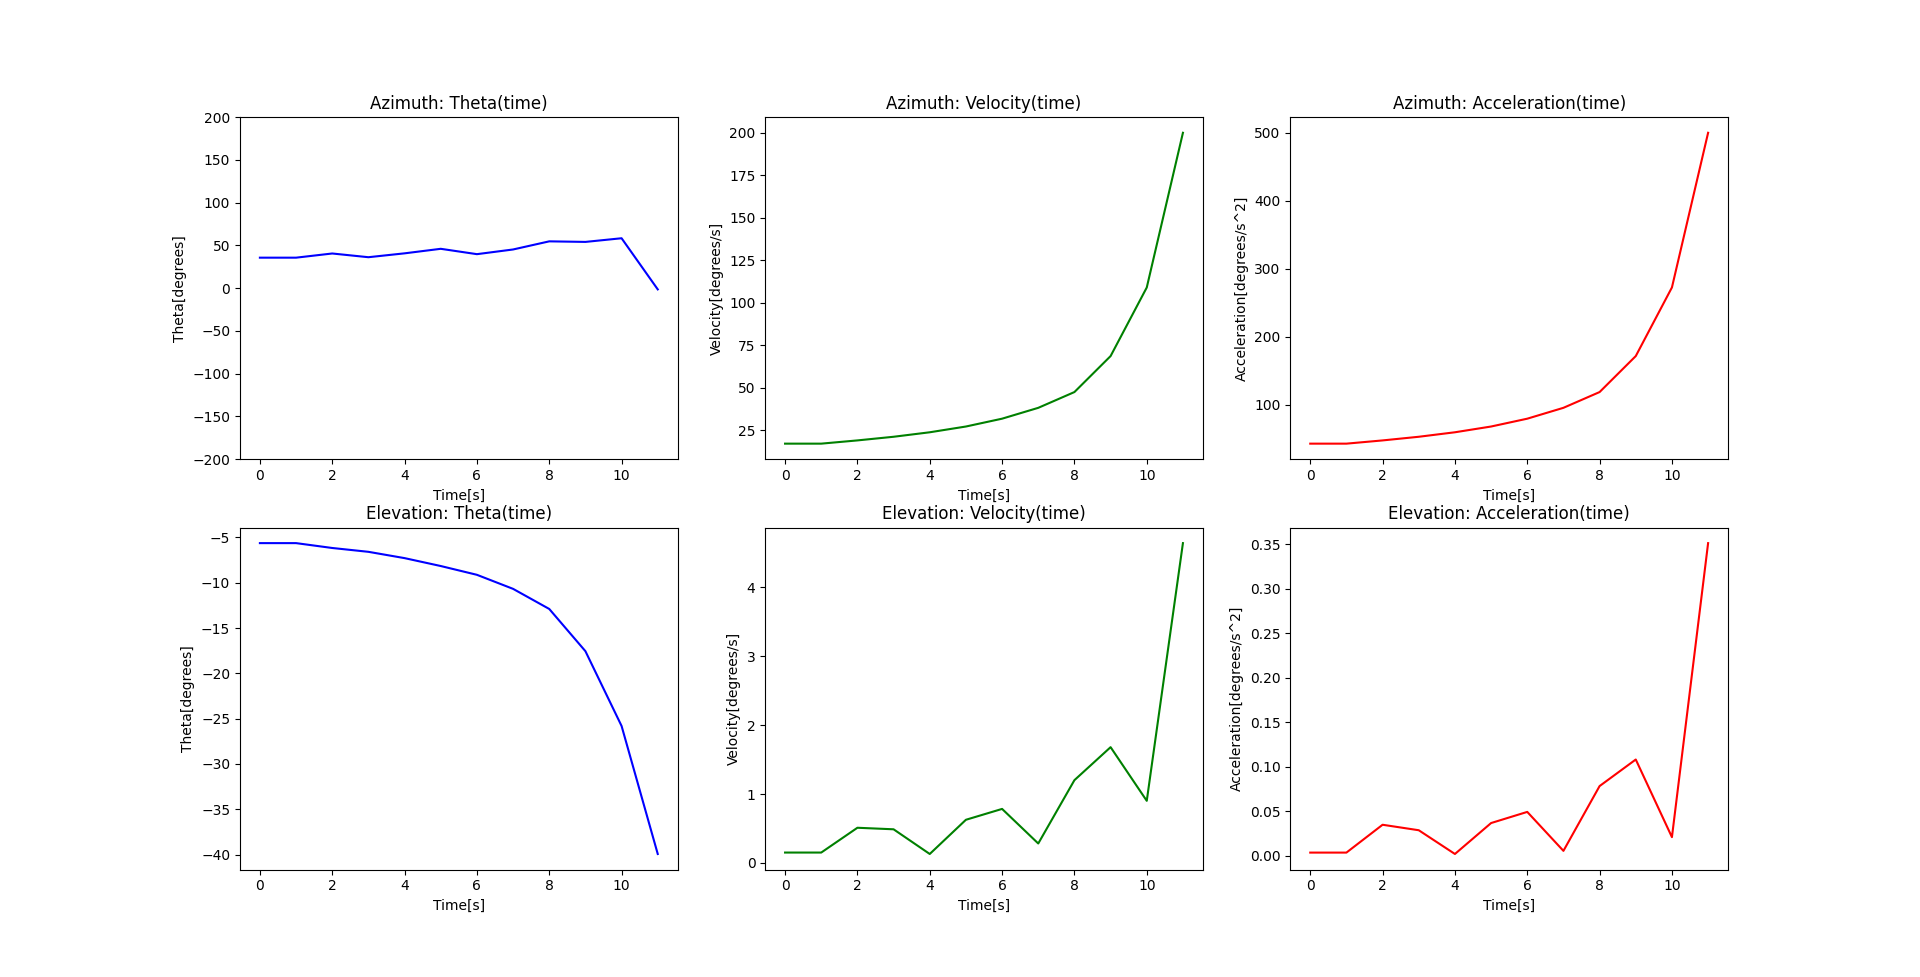 Azimuth: Theta(time)
Theta[degrees]
200
150
100
50
0
−50
−100
−150
−200
0 2 4 6 8 10
Time[s]
Azimuth: Velocity(time)
Velocity[degrees/s]
200
175
150
125
100
75
50
25
0 2 4 6 8 10
Time[s]
Azimuth: Acceleration(time)
Acceleration[degrees/s^2]
500
400
300
200
100
0 2 4 6 8 10
Time[s]
Elevation: Theta(time)
Theta[degrees]
−5
−10
−15
−20
−25
−30
−35
−40
0 2 4 6 8 10
Time[s]
Elevation: Velocity(time)
Velocity[degrees/s]
4
3
2
1
0
0 2 4 6 8 10
Time[s]
Elevation: Acceleration(time)
Acceleration[degrees/s^2]
0.35
0.30
0.25
0.20
0.15
0.10
0.05
0.00
0 2 4 6 8 10
Time[s]